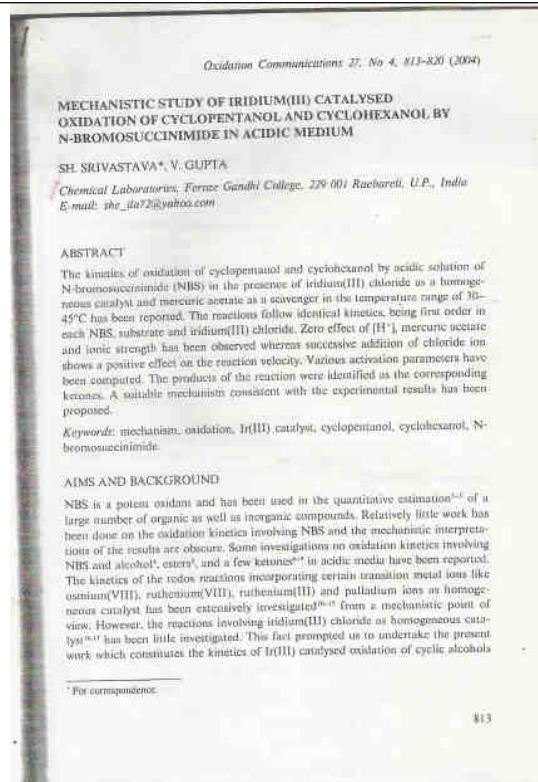 Oxidation Communications 27, No 4, 813–820 (2004)
MECHANISTIC STUDY OF IRIDIUM(III) CATALYSED
OXIDATION OF CYCLOPENTANOL AND CYCLOHEXANOL BY
N-BROMOSUCCINIMIDE IN ACIDIC MEDIUM
SH. SRIVASTAVA*, V. GUPTA
Chemical Laboratories, Feroze Gandhi College, 229 001 Raebareli, U.P., India
E-mail: she_ila72@yahoo.com
ABSTRACT
The kinetics of oxidation of cyclopentanol and cyclohexanol by acidic solution of
N-bromosuccinimide (NBS) in the presence of iridium(III) chloride as a homoge-
neous catalyst and mercuric acetate as a scavenger in the temperature range of 30–
45°C has been reported. The reactions follow identical kinetics, being first order in
each NBS, substrate and iridium(III) chloride. Zero effect of [H⁺], mercuric acetate
and ionic strength has been observed whereas successive addition of chloride ion
shows a positive effect on the reaction velocity. Various activation parameters have
been computed. The products of the reaction were identified as the corresponding
ketones. A suitable mechanism consistent with the experimental results has been
proposed.
Keywords: mechanism, oxidation, Ir(III) catalyst, cyclopentanol, cyclohexanol, N-
bromosuccinimide.
AIMS AND BACKGROUND
NBS is a potent oxidant and has been used in the quantitative estimation of a
large number of organic as well as inorganic compounds. Relatively little work has
been done on the oxidation kinetics involving NBS and the mechanistic interpreta-
tions of the results are obscure. Some investigations on oxidation kinetics involving
NBS and alcohol, esters, and a few ketones in acidic media have been reported.
The kinetics of the redox reactions incorporating certain transition metal ions like
osmium(VIII), ruthenium(VIII), ruthenium(III) and palladium ions as homoge-
neous catalyst has been extensively investigated from a mechanistic point of
view. However, the reactions involving iridium(III) chloride as homogeneous cata-
lyst has been little investigated. This fact prompted us to undertake the present
work which constitutes the kinetics of Ir(III) catalysed oxidation of cyclic alcohols
* For correspondence.
813